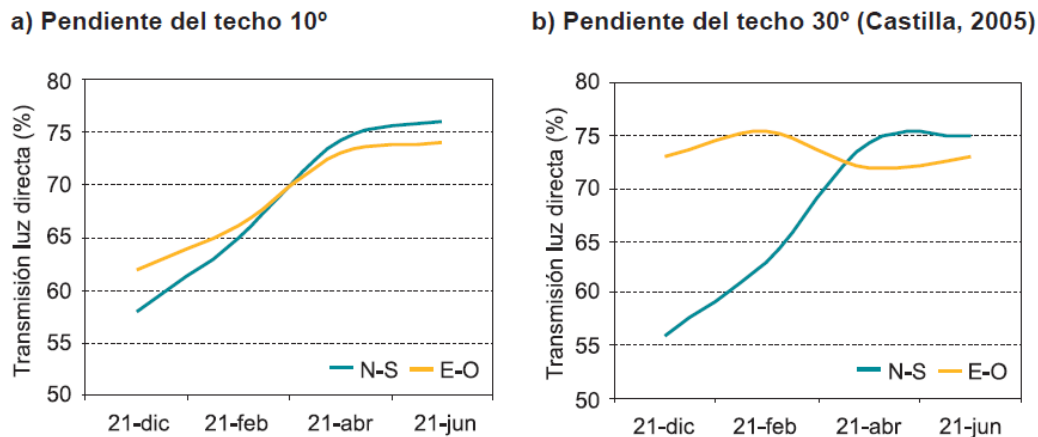 a) Pendiente del techo 10º
Transmisión luz directa (%)
80
75
70
65
60
55
50
N-S E-O
21-dic 21-feb 21-abr 21-jun
b) Pendiente del techo 30º (Castilla, 2005)
Transmisión luz directa (%)
80
75
70
65
60
55
50
N-S E-O
21-dic 21-feb 21-abr 21-jun